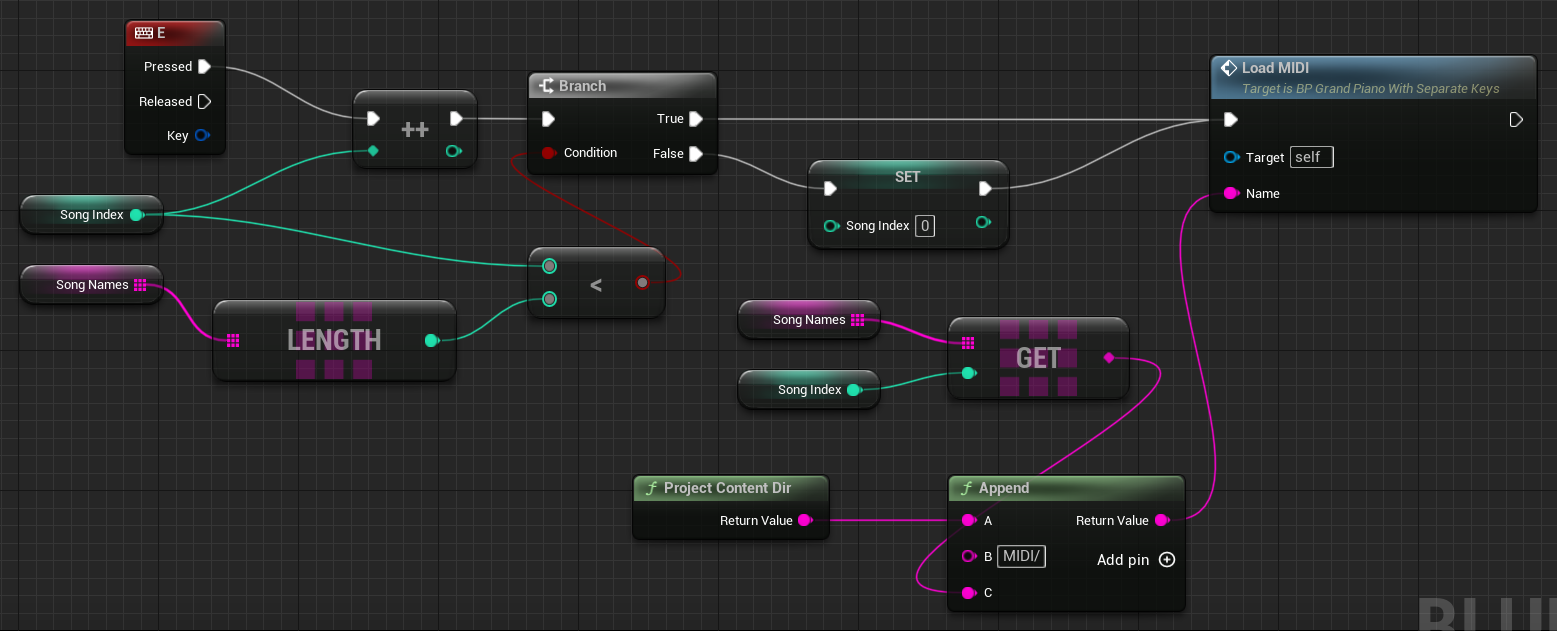 E
Pressed
Released
Key
++
Branch
True
Condition
False
Load MIDI
Target is BP Grand Piano With Separate Keys
Target self
Name
SET
Song Index 0
Song Index
Song Names
<
LENGTH
Song Names
GET
Song Index
Project Content Dir
Return Value
Append
A
Return Value
B MIDI/
Add pin
C